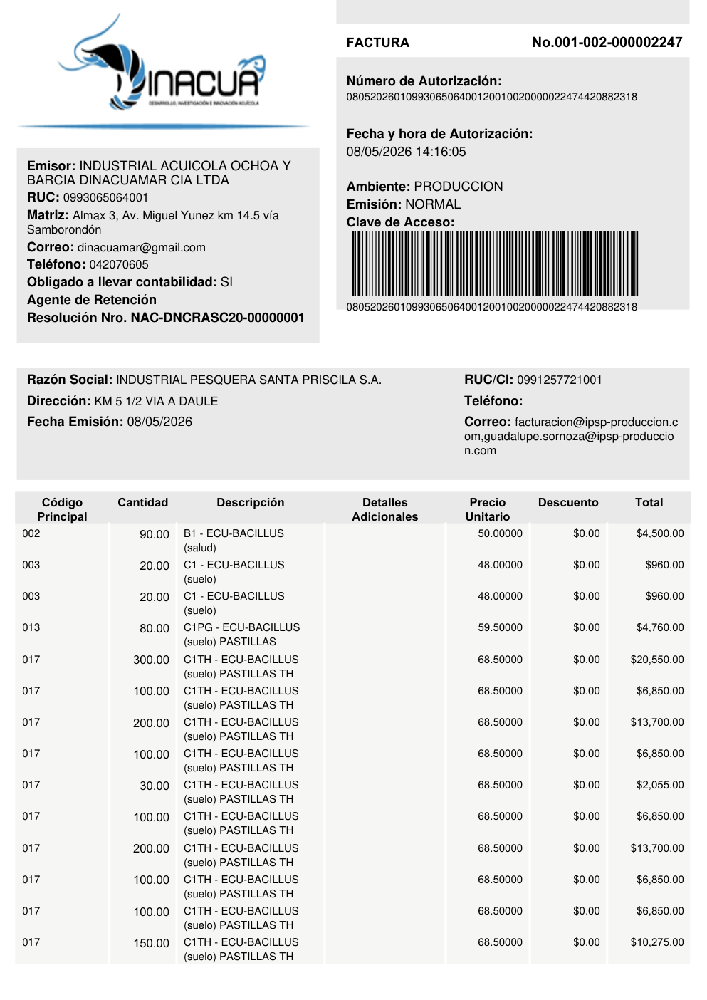 DINACUA
DESARROLLO, INVESTIGACIÓN E INNOVACIÓN ACUÍCOLA
FACTURA No.001-002-000002247
Número de Autorización:
0805202601099306506400120010020000022474420882318
Fecha y hora de Autorización:
08/05/2026 14:16:05
Ambiente: PRODUCCION
Emisión: NORMAL
Clave de Acceso:
0805202601099306506400120010020000022474420882318
Emisor: INDUSTRIAL ACUICOLA OCHOA Y
BARCIA DINACUAMAR CIA LTDA
RUC: 0993065064001
Matriz: Almax 3, Av. Miguel Yunez km 14.5 vía
Samborondón
Correo: dinacuamar@gmail.com
Teléfono: 042070605
Obligado a llevar contabilidad: SI
Agente de Retención
Resolución Nro. NAC-DNCRASC20-00000001
Razón Social: INDUSTRIAL PESQUERA SANTA PRISCILA S.A.
Dirección: KM 5 1/2 VIA A DAULE
Fecha Emisión: 08/05/2026
RUC/CI: 0991257721001
Teléfono:
Correo: facturacion@ipsp-produccion.c
om,guadalupe.sornoza@ipsp-produccio
n.com
Código Cantidad Descripción Detalles Precio Descuento Total
Principal Adicionales Unitario
002 90.00 B1 - ECU-BACILLUS 50.00000 $0.00 $4,500.00
(salud)
003 20.00 C1 - ECU-BACILLUS 48.00000 $0.00 $960.00
(suelo)
003 20.00 C1 - ECU-BACILLUS 48.00000 $0.00 $960.00
(suelo)
013 80.00 C1PG - ECU-BACILLUS 59.50000 $0.00 $4,760.00
(suelo) PASTILLAS
017 300.00 C1TH - ECU-BACILLUS 68.50000 $0.00 $20,550.00
(suelo) PASTILLAS TH
017 100.00 C1TH - ECU-BACILLUS 68.50000 $0.00 $6,850.00
(suelo) PASTILLAS TH
017 200.00 C1TH - ECU-BACILLUS 68.50000 $0.00 $13,700.00
(suelo) PASTILLAS TH
017 100.00 C1TH - ECU-BACILLUS 68.50000 $0.00 $6,850.00
(suelo) PASTILLAS TH
017 30.00 C1TH - ECU-BACILLUS 68.50000 $0.00 $2,055.00
(suelo) PASTILLAS TH
017 100.00 C1TH - ECU-BACILLUS 68.50000 $0.00 $6,850.00
(suelo) PASTILLAS TH
017 200.00 C1TH - ECU-BACILLUS 68.50000 $0.00 $13,700.00
(suelo) PASTILLAS TH
017 100.00 C1TH - ECU-BACILLUS 68.50000 $0.00 $6,850.00
(suelo) PASTILLAS TH
017 100.00 C1TH - ECU-BACILLUS 68.50000 $0.00 $6,850.00
(suelo) PASTILLAS TH
017 150.00 C1TH - ECU-BACILLUS 68.50000 $0.00 $10,275.00
(suelo) PASTILLAS TH